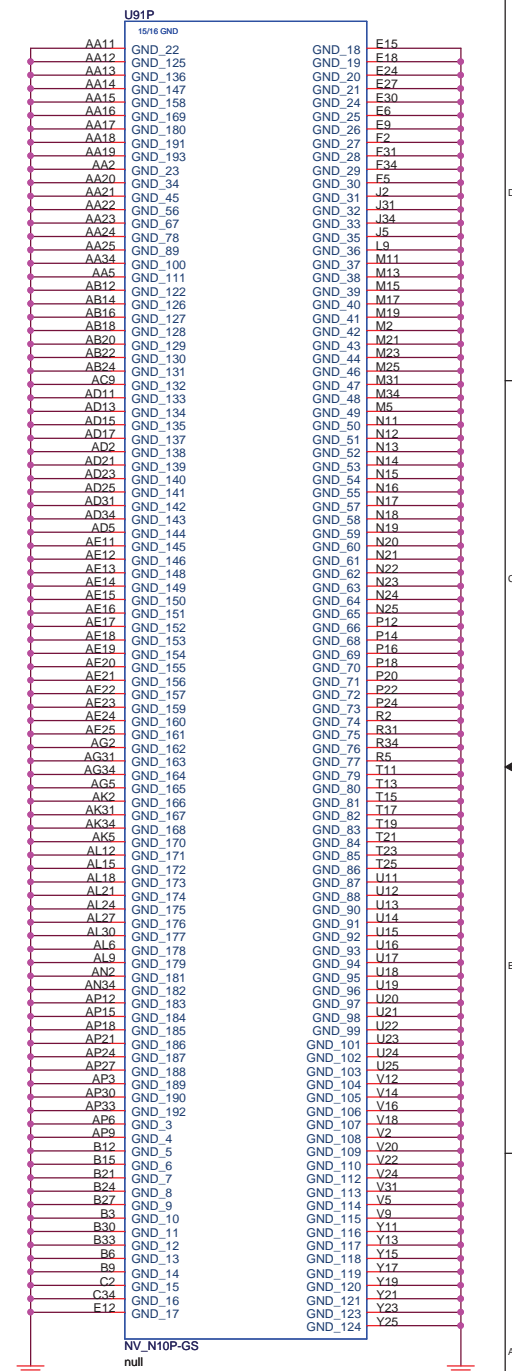 U91P
15/16 GND
AA11 GND_22
AA12 GND_125
AA13 GND_136
AA14 GND_147
AA15 GND_158
AA16 GND_169
AA17 GND_180
AA18 GND_191
AA19 GND_193
AA2 GND_23
AA20 GND_34
AA21 GND_45
AA22 GND_56
AA23 GND_67
AA24 GND_78
AA25 GND_89
AA34 GND_100
AA5 GND_111
AB12 GND_122
AB14 GND_126
AB16 GND_127
AB18 GND_128
AB20 GND_129
AB22 GND_130
AB24 GND_131
AC9 GND_132
AD11 GND_133
AD13 GND_134
AD15 GND_135
AD17 GND_137
AD2 GND_138
AD21 GND_139
AD23 GND_140
AD25 GND_141
AD31 GND_142
AD34 GND_143
AD5 GND_144
AE11 GND_145
AE12 GND_146
AE13 GND_148
AE14 GND_149
AE15 GND_150
AE16 GND_151
AE17 GND_152
AE18 GND_153
AE19 GND_154
AE20 GND_155
AE21 GND_156
AE22 GND_157
AE23 GND_159
AE24 GND_160
AE25 GND_161
AG2 GND_162
AG31 GND_163
AG34 GND_164
AG5 GND_165
AK2 GND_166
AK31 GND_167
AK34 GND_168
AK5 GND_170
AL12 GND_171
AL15 GND_172
AL18 GND_173
AL21 GND_174
AL24 GND_175
AL27 GND_176
AL30 GND_177
AL6 GND_178
AL9 GND_179
AN2 GND_181
AN34 GND_182
AP12 GND_183
AP15 GND_184
AP18 GND_185
AP21 GND_186
AP24 GND_187
AP27 GND_188
AP3 GND_189
AP30 GND_190
AP33 GND_192
AP6 GND_3
AP9 GND_4
B12 GND_5
B15 GND_6
B21 GND_7
B24 GND_8
B27 GND_9
B3 GND_10
B30 GND_11
B33 GND_12
B6 GND_13
B9 GND_14
C2 GND_15
C34 GND_16
E12 GND_17
GND_18 E15
GND_19 E18
GND_20 E24
GND_21 E27
GND_24 E30
GND_25 E6
GND_26 E9
GND_27 F2
GND_28 F31
GND_29 F34
GND_30 F5
GND_31 J2
GND_32 J31
GND_33 J34
GND_35 J5
GND_36 L9
GND_37 M11
GND_38 M13
GND_39 M15
GND_40 M17
GND_41 M19
GND_42 M2
GND_43 M21
GND_44 M23
GND_46 M25
GND_47 M31
GND_48 M34
GND_49 M5
GND_50 N11
GND_51 N12
GND_52 N13
GND_53 N14
GND_54 N15
GND_55 N16
GND_57 N17
GND_58 N18
GND_59 N19
GND_60 N20
GND_61 N21
GND_62 N22
GND_63 N23
GND_64 N24
GND_65 N25
GND_66 P12
GND_68 P14
GND_69 P16
GND_70 P18
GND_71 P20
GND_72 P22
GND_73 P24
GND_74 R2
GND_75 R31
GND_76 R34
GND_77 R5
GND_79 T11
GND_80 T13
GND_81 T15
GND_82 T17
GND_83 T19
GND_84 T21
GND_85 T23
GND_86 T25
GND_87 U11
GND_88 U12
GND_90 U13
GND_91 U14
GND_92 U15
GND_93 U16
GND_94 U17
GND_95 U18
GND_96 U19
GND_97 U20
GND_98 U21
GND_99 U22
GND_101 U23
GND_102 U24
GND_103 U25
GND_104 V12
GND_105 V14
GND_106 V16
GND_107 V18
GND_108 V2
GND_109 V20
GND_110 V22
GND_112 V24
GND_113 V31
GND_114 V5
GND_115 V9
GND_116 Y11
GND_117 Y13
GND_118 Y15
GND_119 Y17
GND_120 Y19
GND_121 Y21
GND_123 Y23
GND_124 Y25
NV_N10P-GS
null